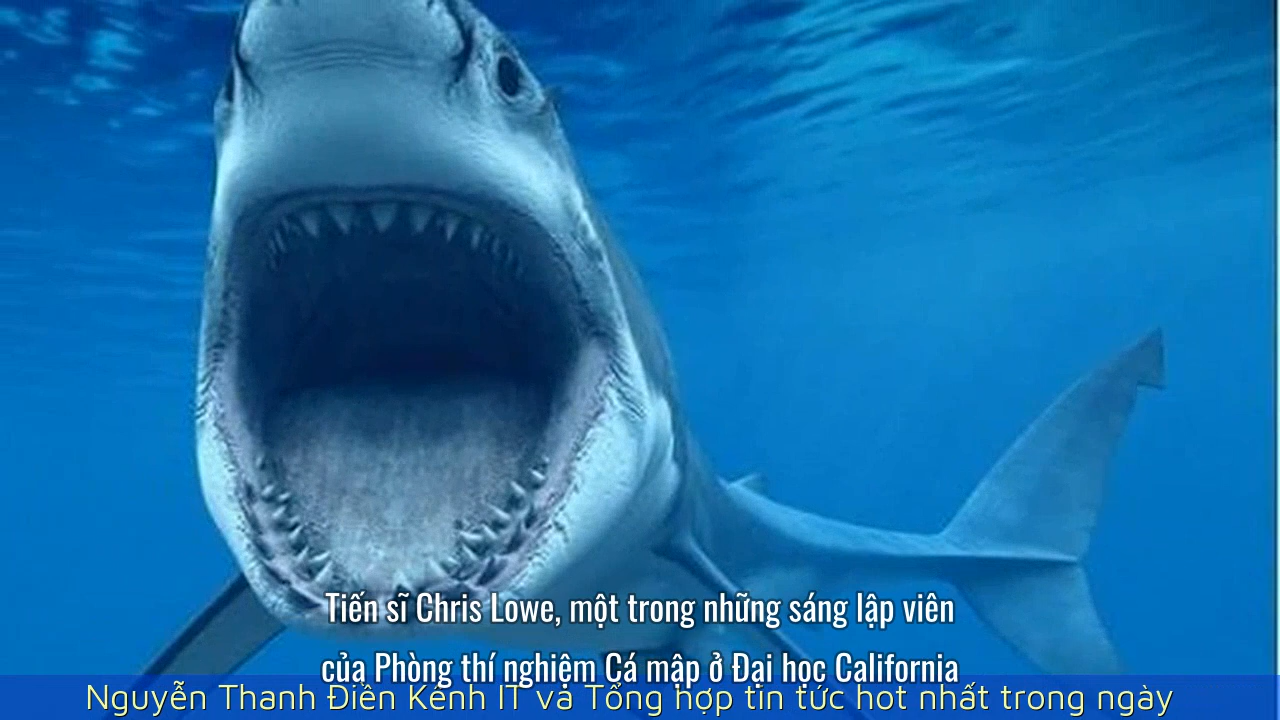 Tiến sĩ Chris Lowe, một trong những sáng lập viên
của Phòng thí nghiệm Cá mập ở Đại học California
Nguyễn Thanh Điền Kênh IT và Tổng hợp tin tức hot nhất trong ngày